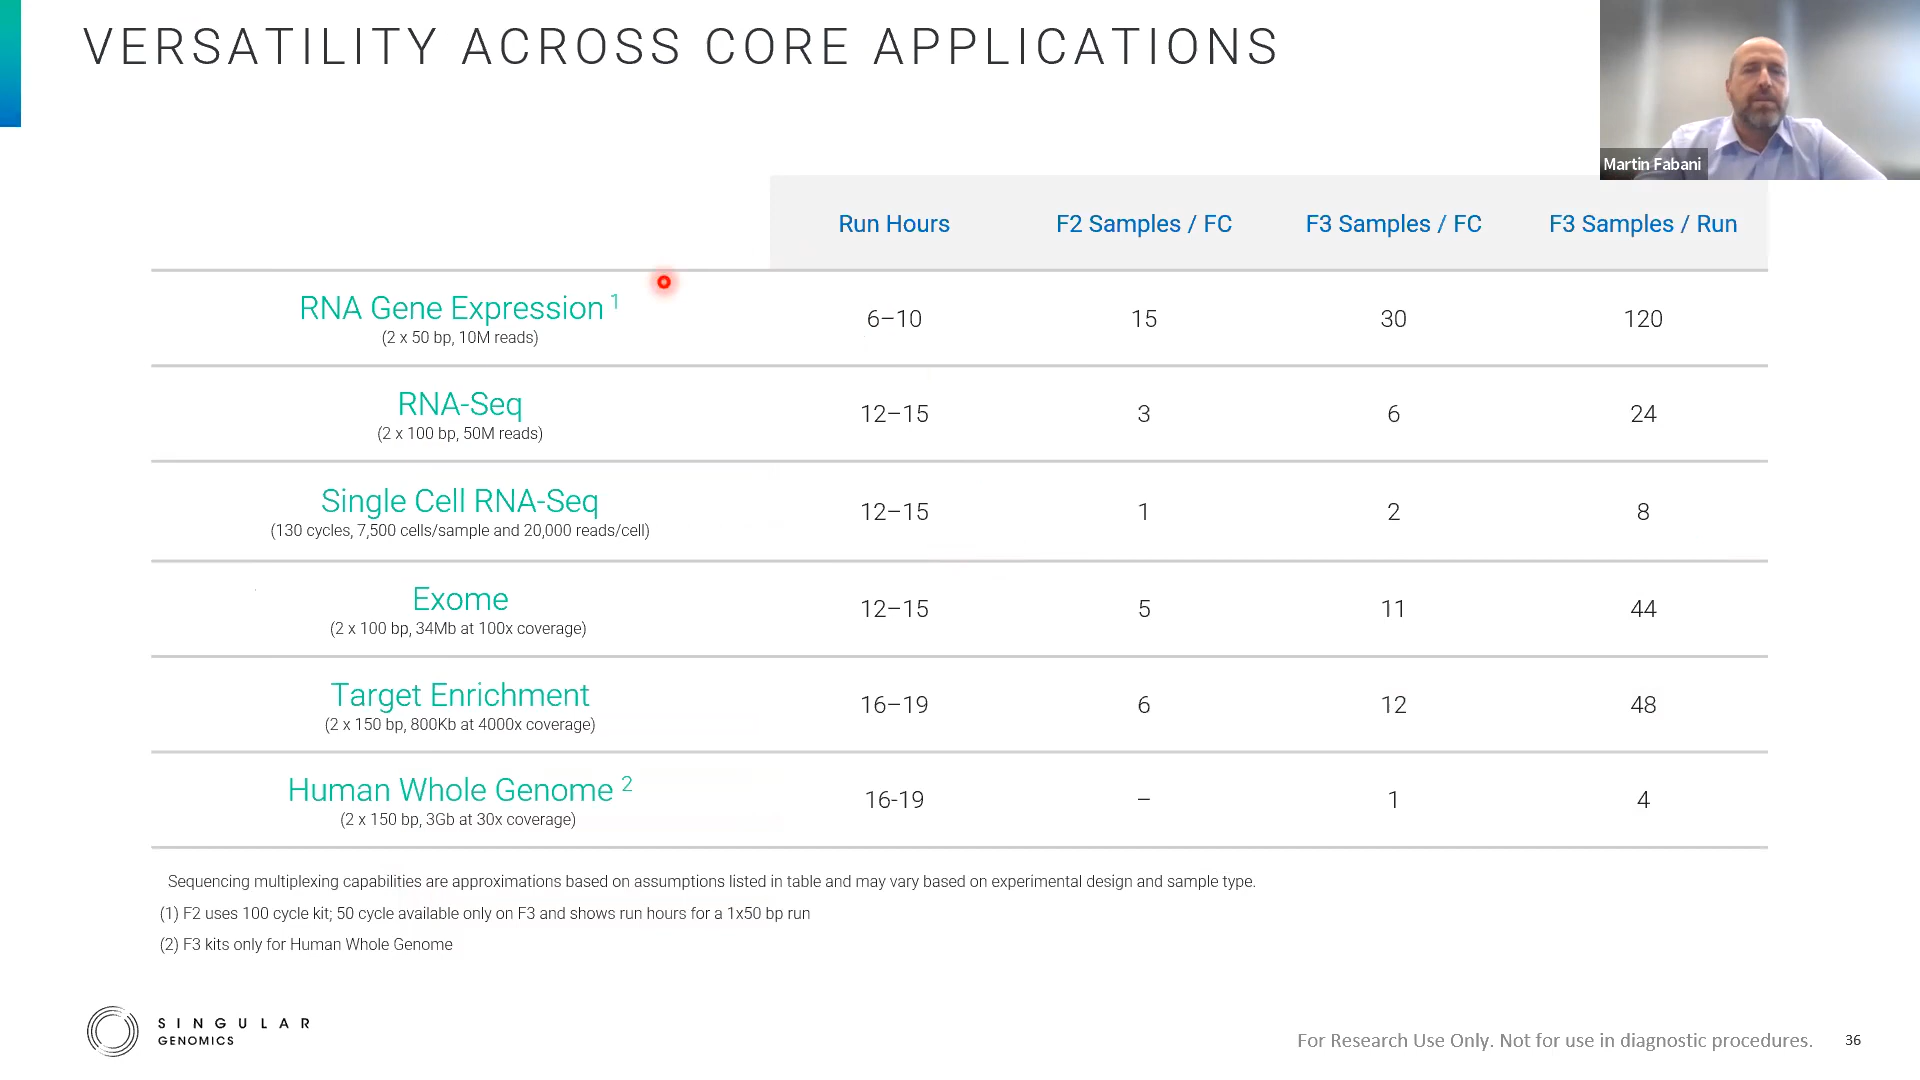 VERSATILITY ACROSS CORE APPLICATIONS
Martin Fabani
Run Hours F2 Samples / FC F3 Samples / FC F3 Samples / Run
RNA Gene Expression 1 6–10 15 30 120
(2 x 50 bp, 10M reads)
RNA-Seq 12–15 3 6 24
(2 x 100 bp, 50M reads)
Single Cell RNA-Seq 12–15 1 2 8
(130 cycles, 7,500 cells/sample and 20,000 reads/cell)
Exome 12–15 5 11 44
(2 x 100 bp, 34Mb at 100x coverage)
Target Enrichment 16–19 6 12 48
(2 x 150 bp, 800Kb at 4000x coverage)
Human Whole Genome 2 16-19 – 1 4
(2 x 150 bp, 3Gb at 30x coverage)
Sequencing multiplexing capabilities are approximations based on assumptions listed in table and may vary based on experimental design and sample type.
(1) F2 uses 100 cycle kit; 50 cycle available only on F3 and shows run hours for a 1x50 bp run
(2) F3 kits only for Human Whole Genome
SINGULAR
GENOMICS
For Research Use Only. Not for use in diagnostic procedures. 36